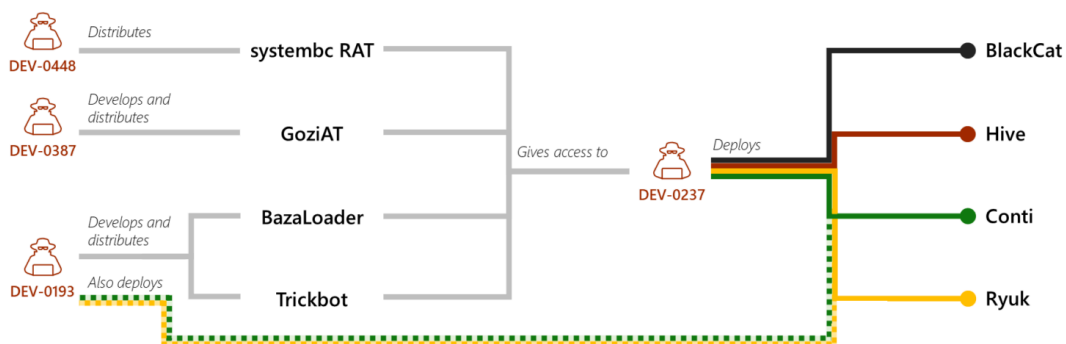 Distributes
DEV-0448
systembc RAT
BlackCat
Develops and
distributes
DEV-0387
GoziAT
Gives access to
DEV-0237
Deploys
Hive
Develops and
distributes
BazaLoader
Conti
DEV-0193
Also deploys
Trickbot
Ryuk